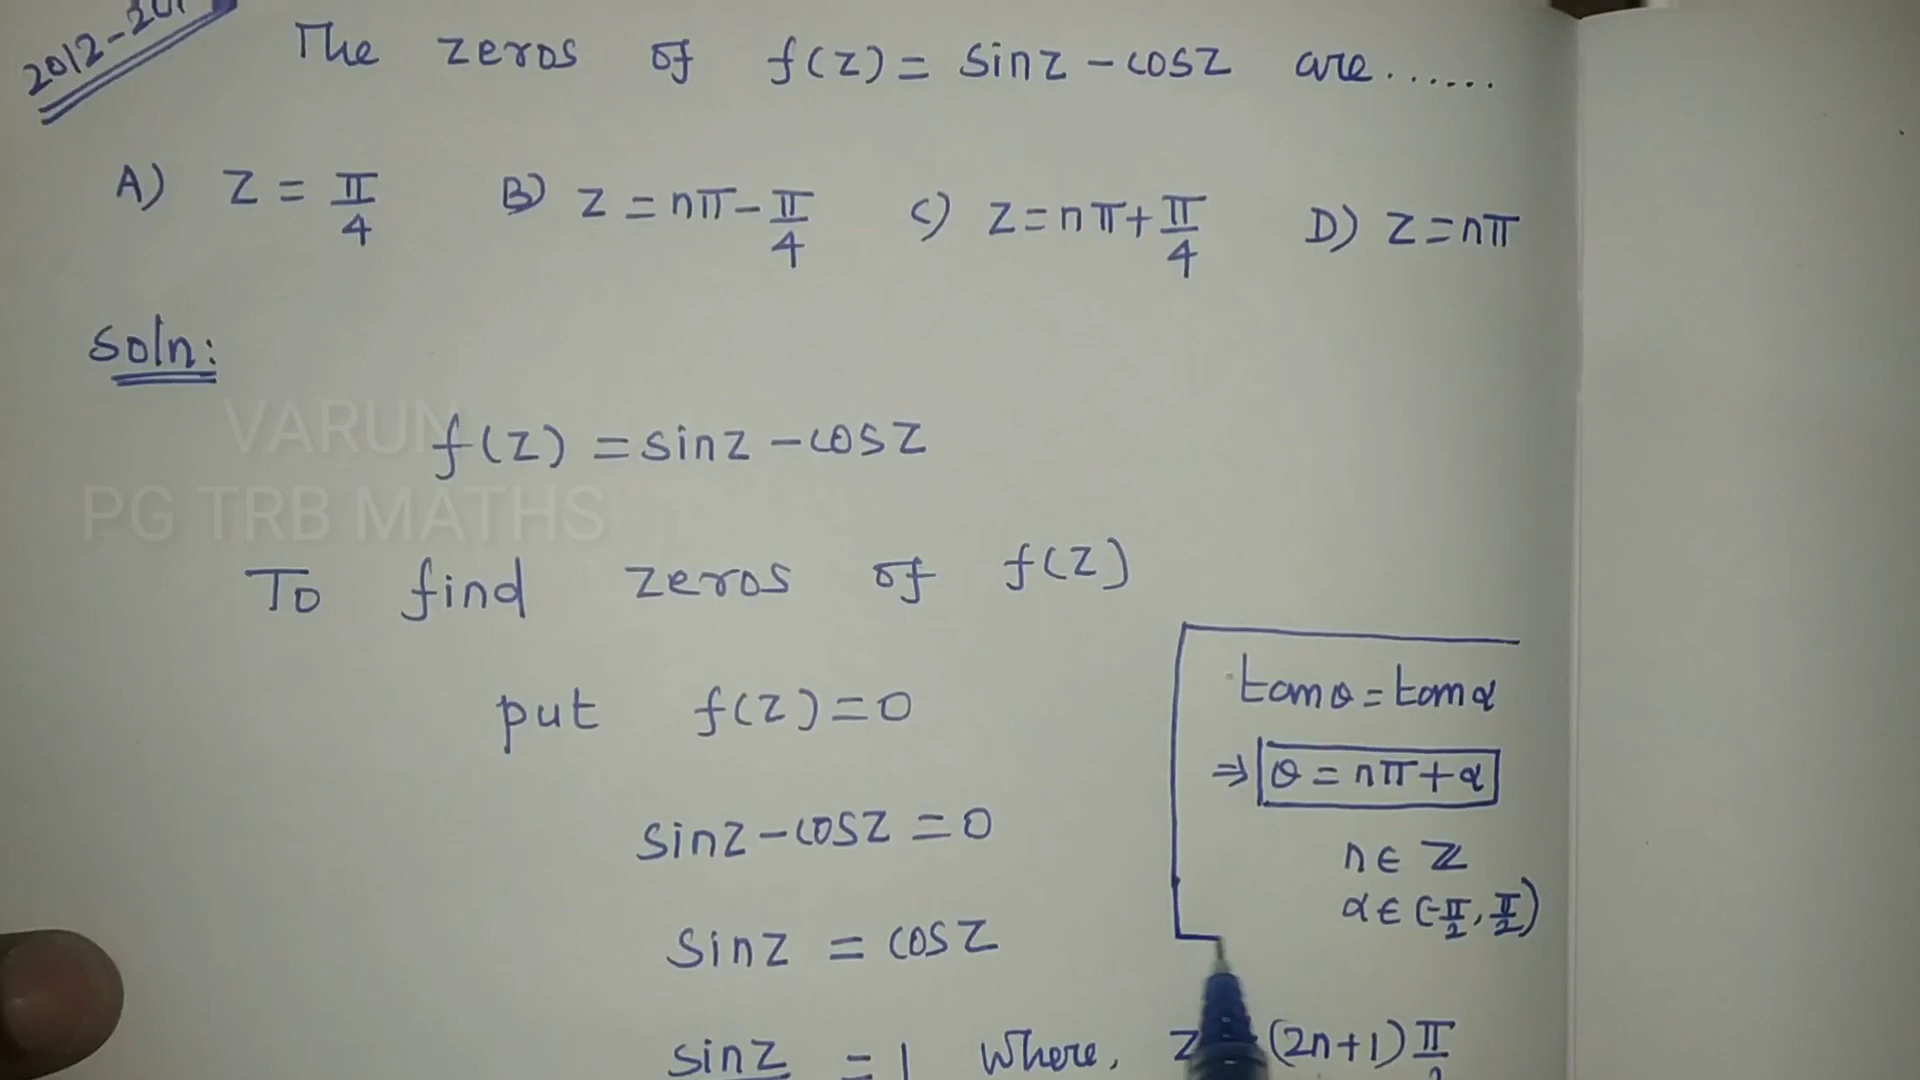 2012-201
The zeros of f(z) = sinz - cosz are......
A) z = π/4 B) z = nπ - π/4 C) z = nπ + π/4 D) z = nπ
Soln:
VARUN
f(z) = sinz - cosz
PG TRB MATHS
To find zeros of f(z)
put f(z) = 0
tanθ = tanα
⇒ θ = nπ + α
sinz - cosz = 0
n ∈ ℤ
α ∈ (-π/2, π/2)
sinz = cosz
sinz = 1 where, z (2n+1) π/2